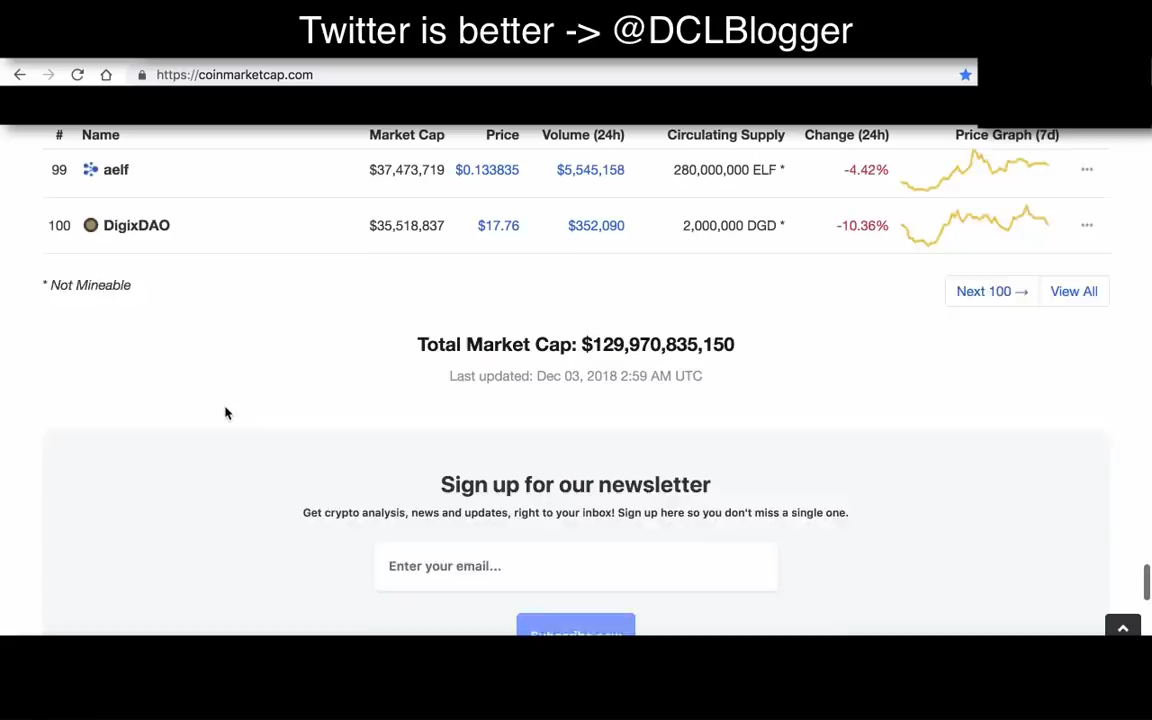 Twitter is better -> @DCLBlogger
https://coinmarketcap.com
# Name Market Cap Price Volume (24h) Circulating Supply Change (24h) Price Graph (7d)
99 aelf $37,473,719 $0.133835 $5,545,158 280,000,000 ELF * -4.42%
100 DigixDAO $35,518,837 $17.76 $352,090 2,000,000 DGD * -10.36%
* Not Mineable
Next 100 → View All
Total Market Cap: $129,970,835,150
Last updated: Dec 03, 2018 2:59 AM UTC
Sign up for our newsletter
Get crypto analysis, news and updates, right to your inbox! Sign up here so you don't miss a single one.
Enter your email...